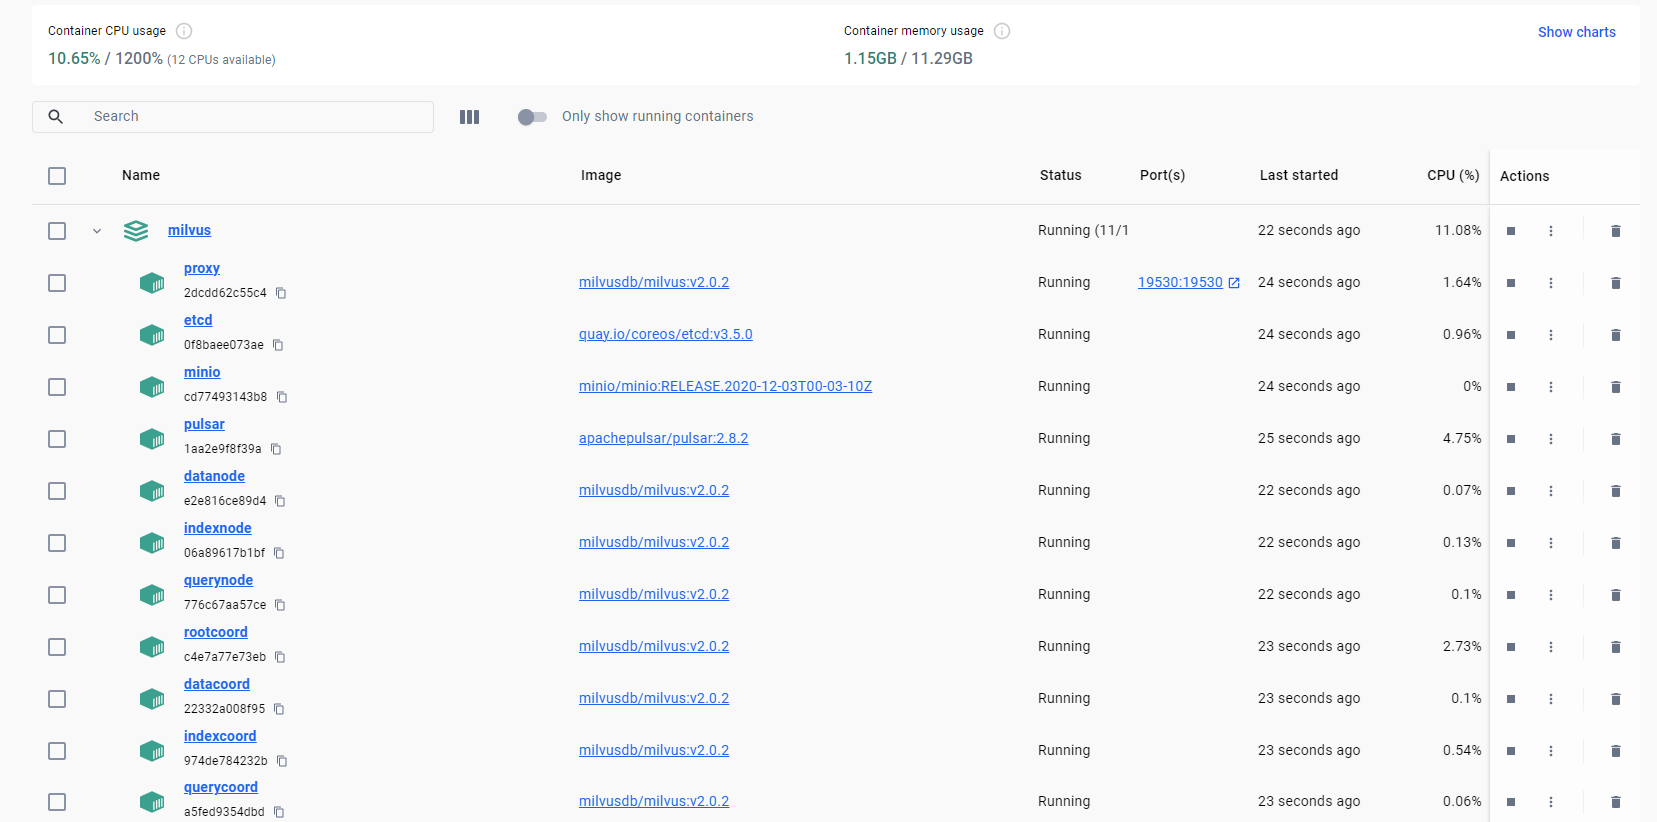 Container CPU usage
10.65% / 1200% (12 CPUs available)
Container memory usage
1.15GB / 11.29GB
Show charts
Search
Only show running containers
Name Image Status Port(s) Last started CPU (%) Actions
milvus Running (11/1 22 seconds ago 11.08%
proxy milvusdb/milvus:v2.0.2 Running 19530:19530 24 seconds ago 1.64%
2dcdd62c55c4
etcd quay.io/coreos/etcd:v3.5.0 Running 24 seconds ago 0.96%
0f8baee073ae
minio minio/minio:RELEASE.2020-12-03T00-03-10Z Running 24 seconds ago 0%
cd77493143b8
pulsar apachepulsar/pulsar:2.8.2 Running 25 seconds ago 4.75%
1aa2e9f8f39a
datanode milvusdb/milvus:v2.0.2 Running 22 seconds ago 0.07%
e2e816ce89d4
indexnode milvusdb/milvus:v2.0.2 Running 22 seconds ago 0.13%
06a89617b1bf
querynode milvusdb/milvus:v2.0.2 Running 22 seconds ago 0.1%
776c67aa57ce
rootcoord milvusdb/milvus:v2.0.2 Running 23 seconds ago 2.73%
c4e7a77e73eb
datacoord milvusdb/milvus:v2.0.2 Running 23 seconds ago 0.1%
22332a008f95
indexcoord milvusdb/milvus:v2.0.2 Running 23 seconds ago 0.54%
974de784232b
querycoord milvusdb/milvus:v2.0.2 Running 23 seconds ago 0.06%
a5fed9354dbd